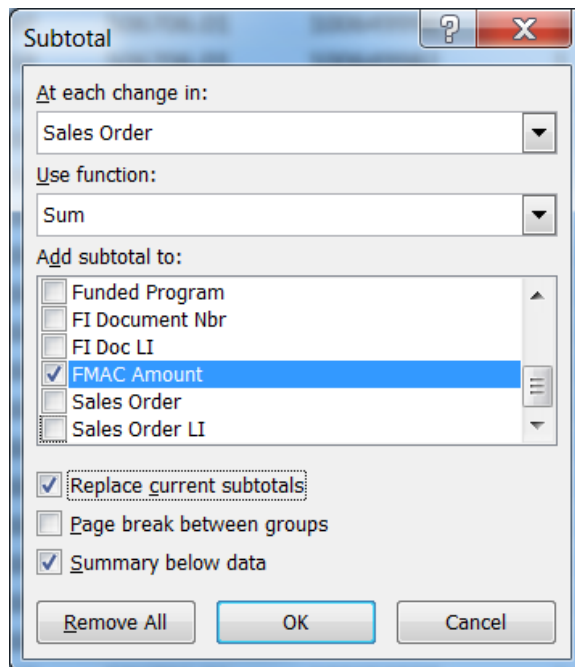 Subtotal
At each change in:
Sales Order
Use function:
Sum
Add subtotal to:
Funded Program
FI Document Nbr
FI Doc LI
FMAC Amount
Sales Order
Sales Order LI
Replace current subtotals
Page break between groups
Summary below data
Remove All OK Cancel